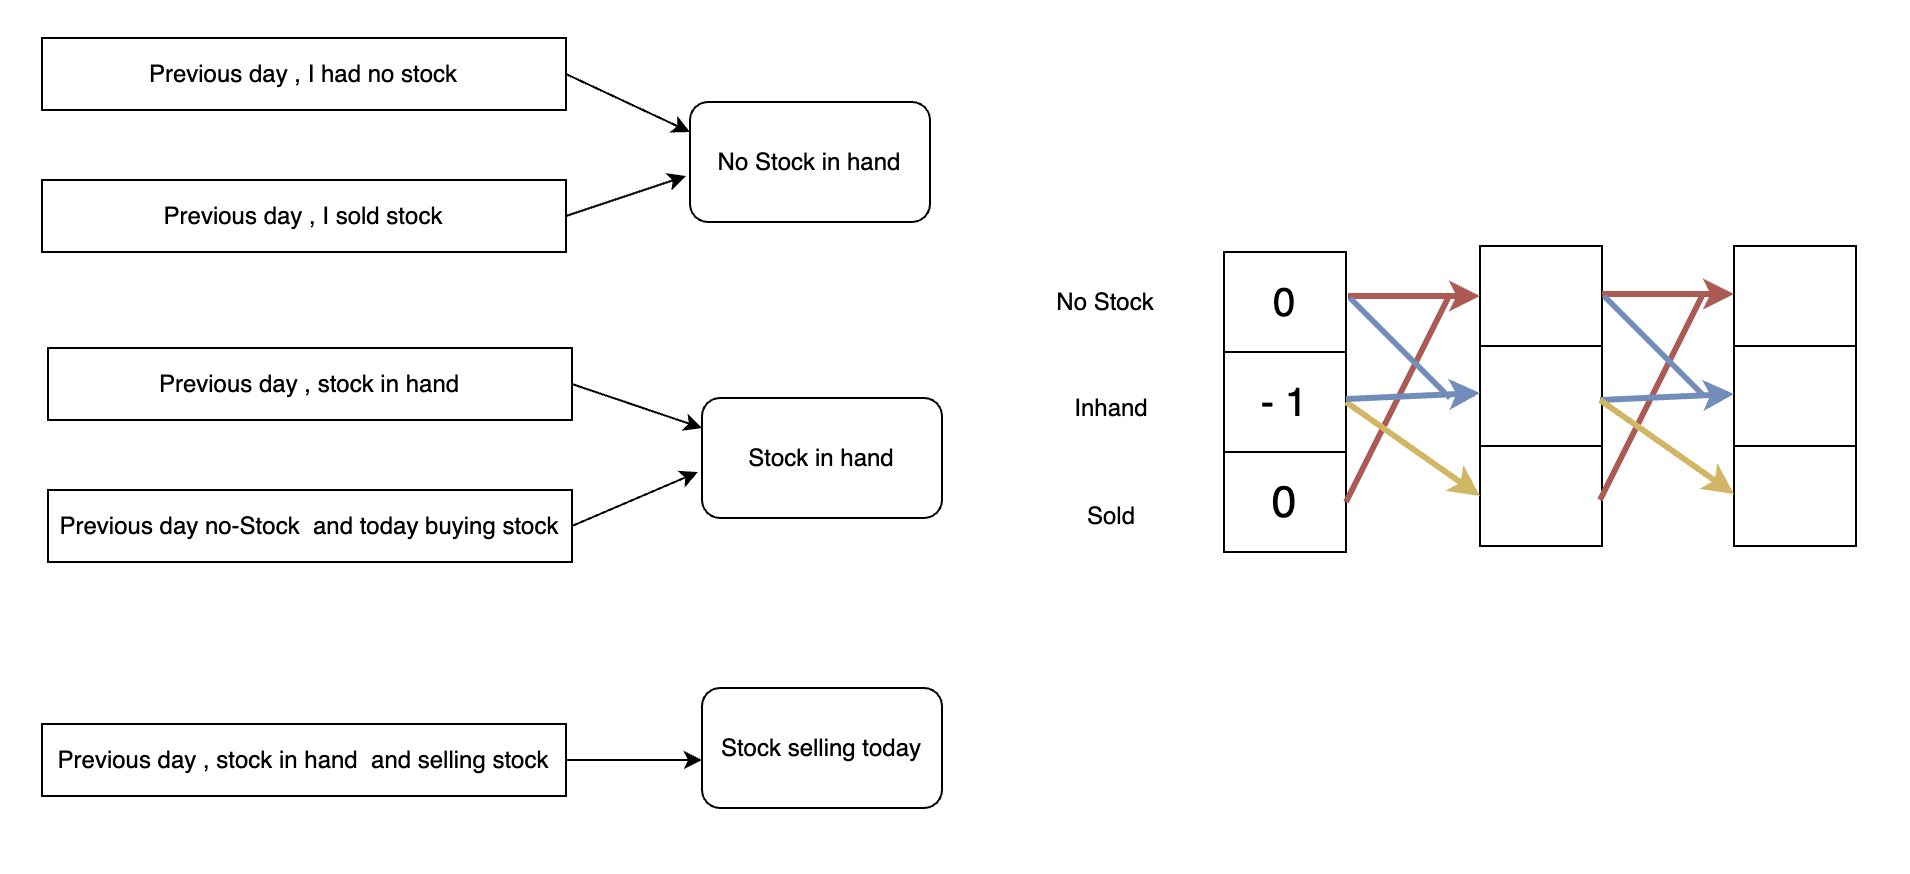 Previous day , I had no stock
No Stock in hand
Previous day , I sold stock
Previous day , stock in hand
Stock in hand
Previous day no-Stock  and today buying stock
Previous day , stock in hand  and selling stock
Stock selling today
No Stock
0
Inhand
- 1
Sold
0